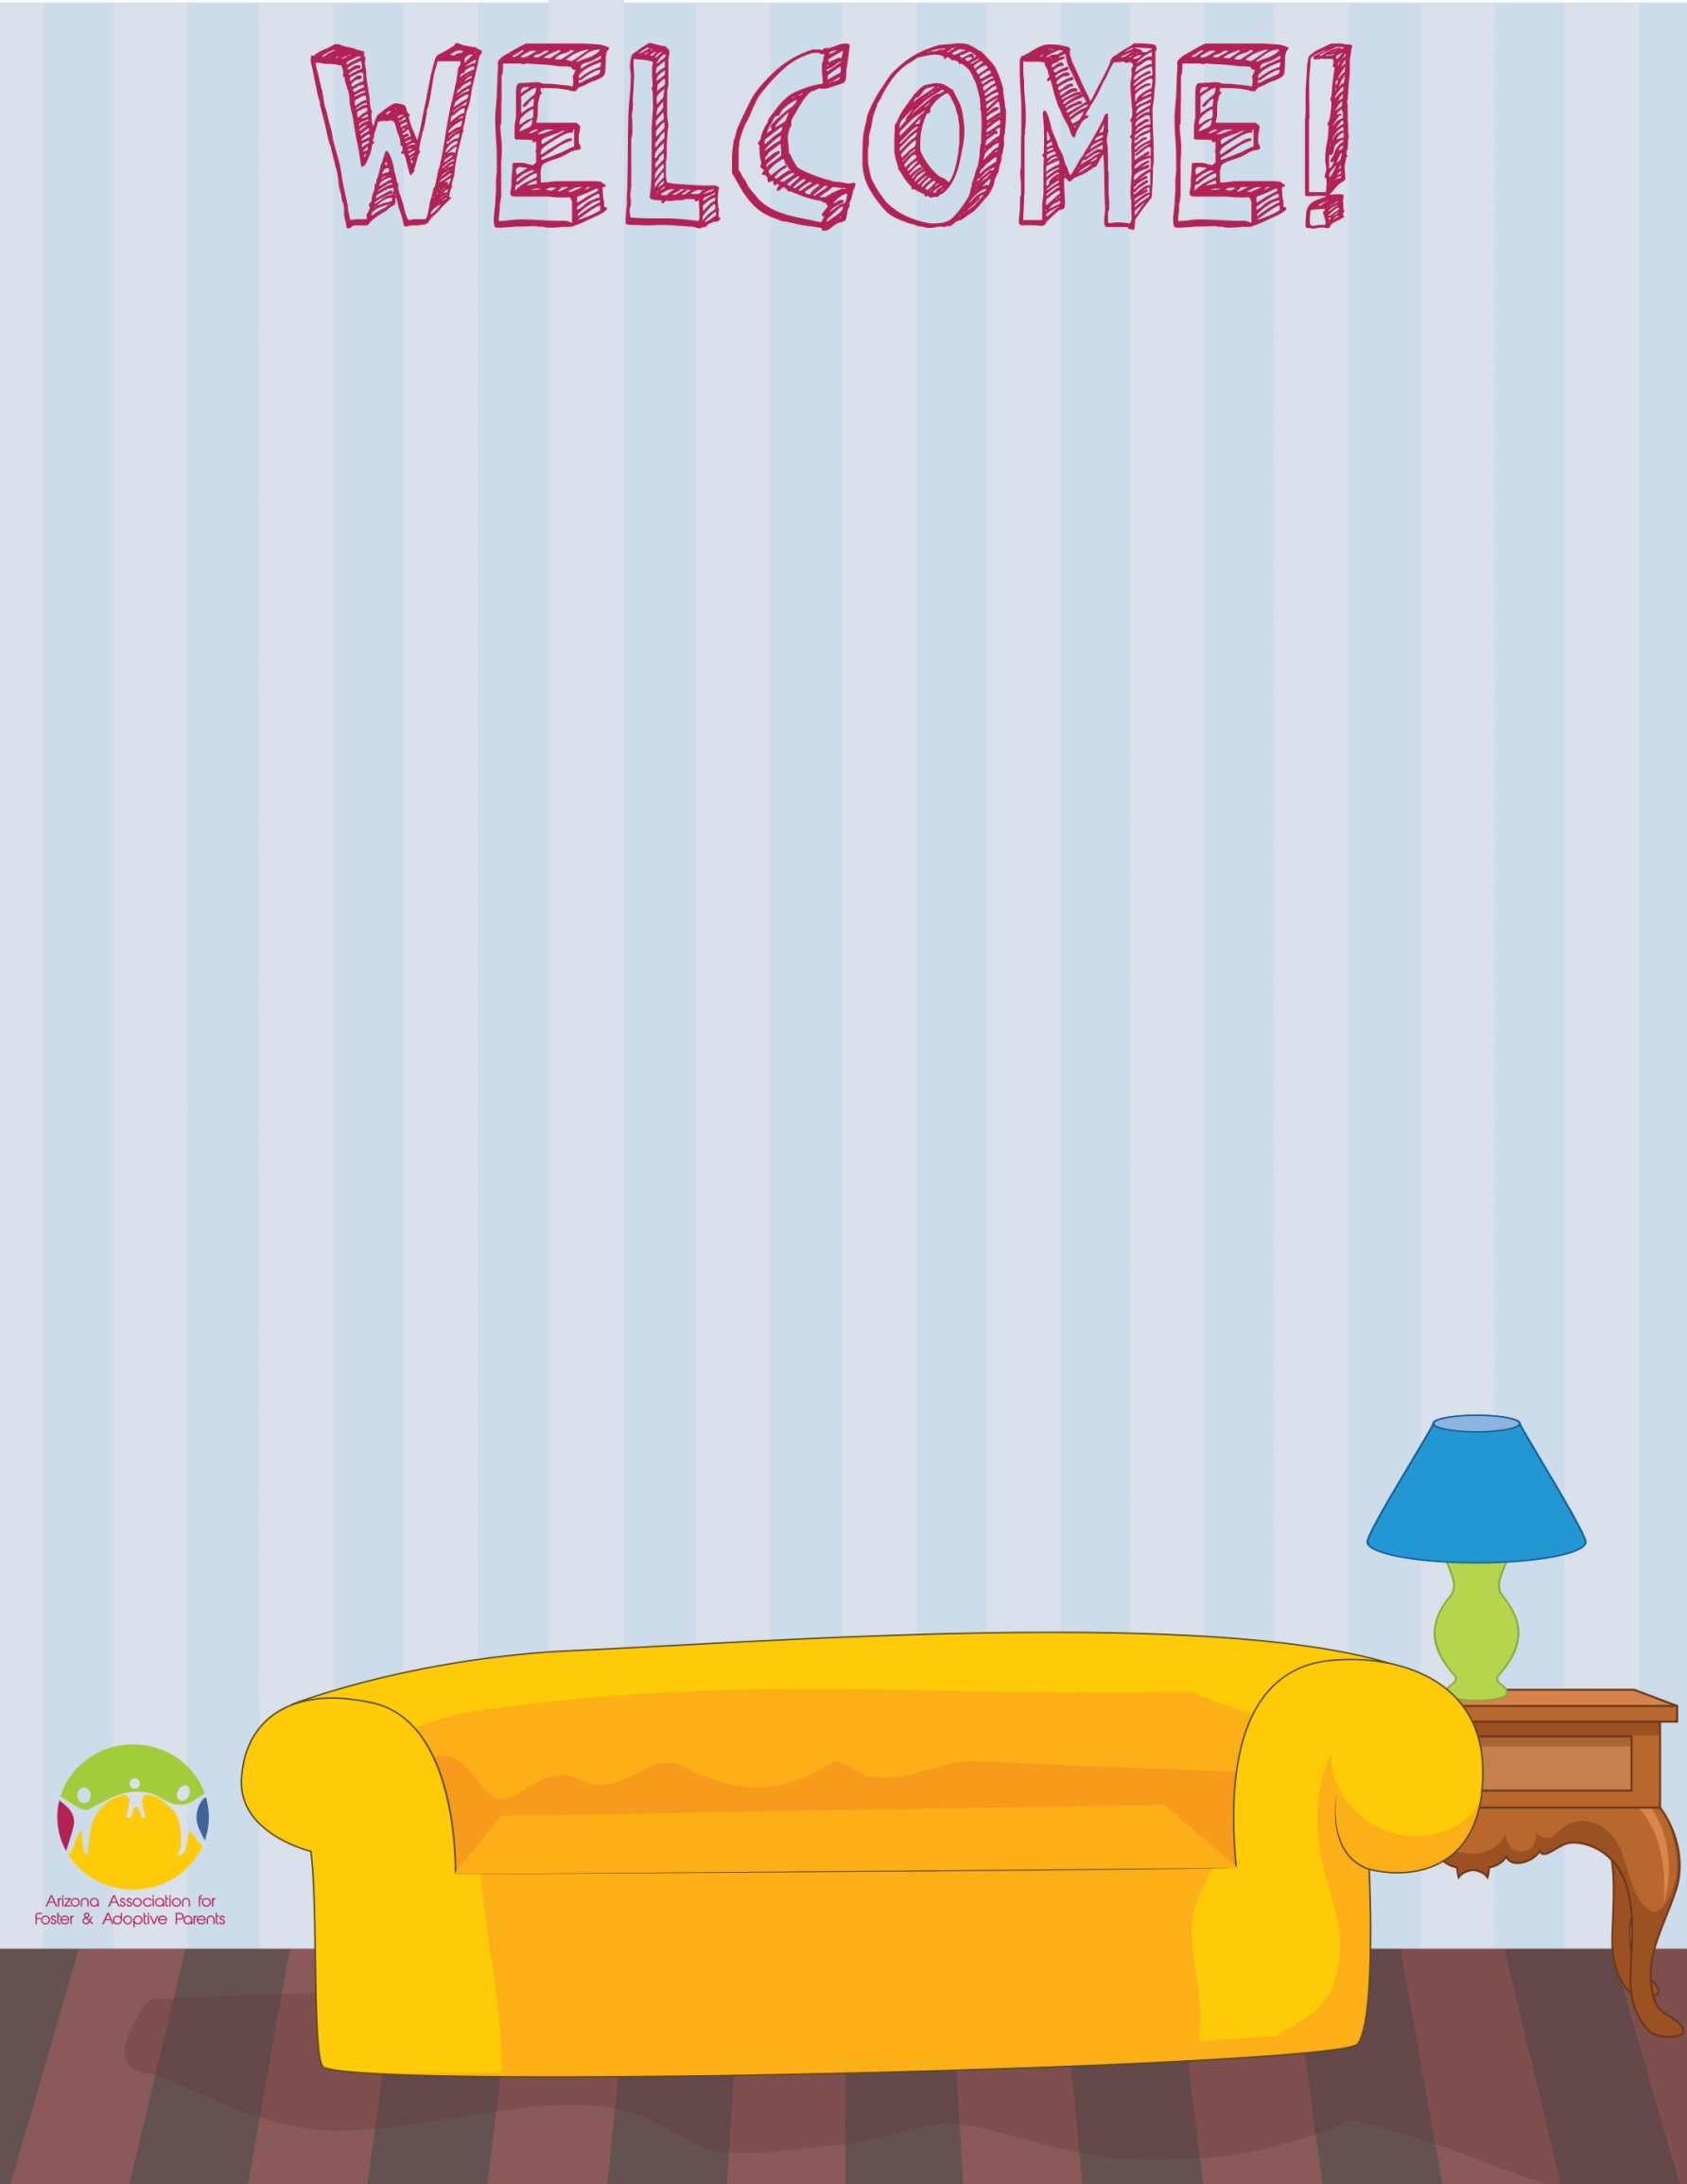 WELCOME!
Arizona Association for
Foster & Adoptive Parents